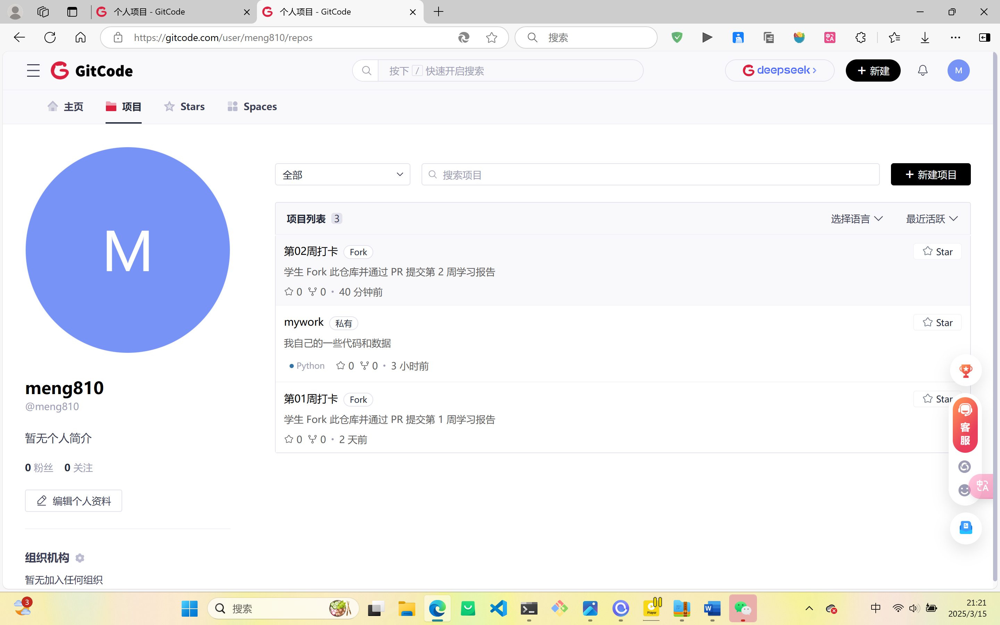 个人项目 - GitCode
个人项目 - GitCode
https://gitcode.com/user/meng810/repos
搜索
GitCode
按下 / 快速开启搜索
deepseek
新建
M
主页
项目
Stars
Spaces
M
全部
搜索项目
新建项目
项目列表 3
选择语言
最近活跃
第02周打卡 Fork
Star
学生 Fork 此仓库并通过 PR 提交第 2 周学习报告
0 0 · 40 分钟前
mywork 私有
Star
我自己的一些代码和数据
Python 0 0 · 3 小时前
第01周打卡 Fork
Star
学生 Fork 此仓库并通过 PR 提交第 1 周学习报告
0 0 · 2 天前
meng810
@meng810
暂无个人简介
0 粉丝 0 关注
编辑个人资料
组织机构
暂无加入任何组织
客
服
中A
3
搜索
Player
W
中
21:21
2025/3/15